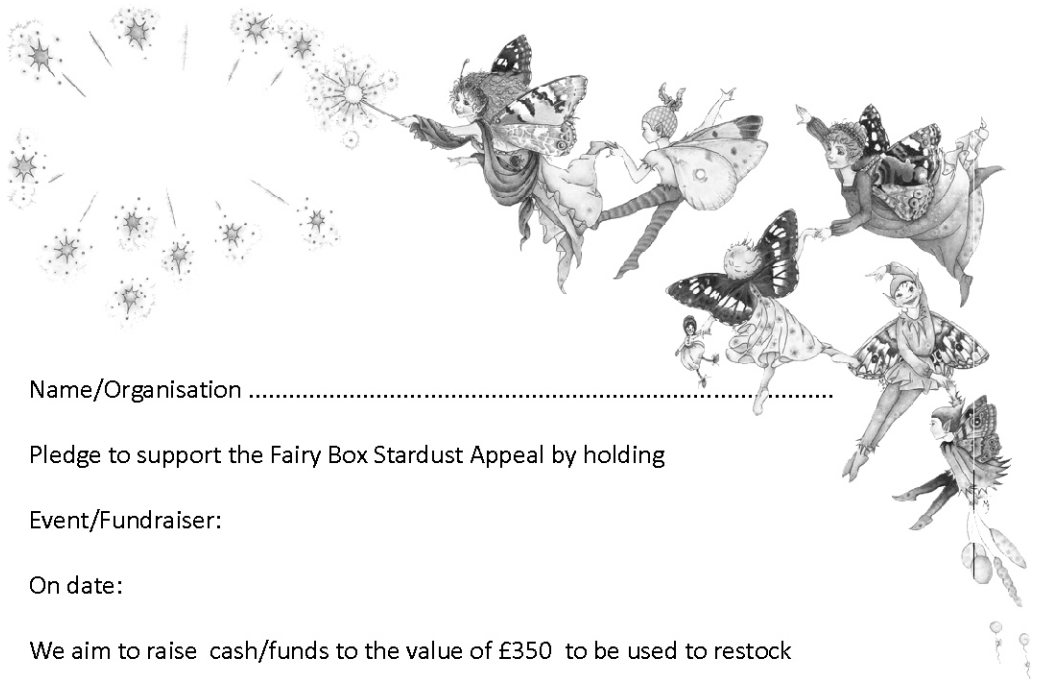 Name/Organisation ........................................................................................
Pledge to support the Fairy Box Stardust Appeal by holding
Event/Fundraiser:
On date:
We aim to raise  cash/funds to the value of £350  to be used to restock